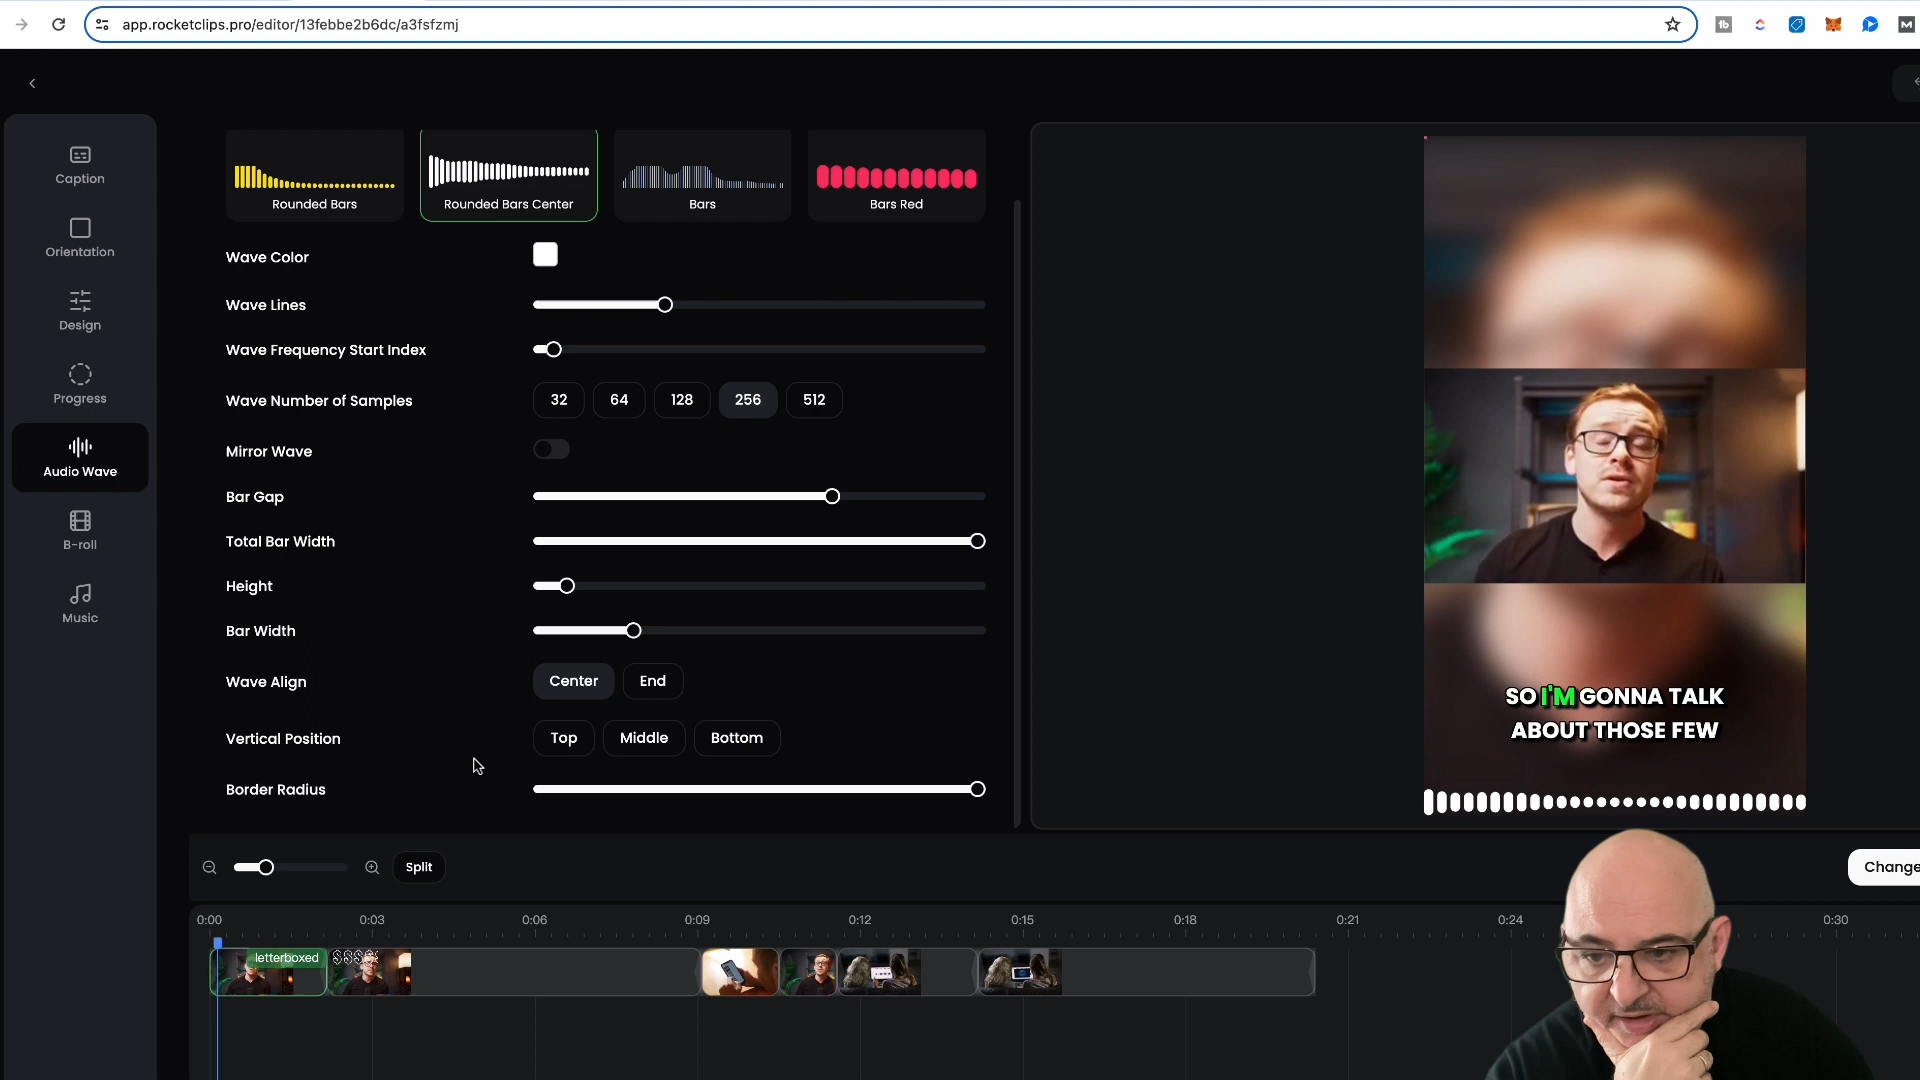 app.rocketclips.pro/editor/13febbe2b6dc/a3fsfzmj
Caption
Orientation
Design
Progress
Audio Wave
B-roll
Music
Rounded Bars
Rounded Bars Center
Bars
Bars Red
Wave Color
Wave Lines
Wave Frequency Start Index
Wave Number of Samples
32 64 128 256 512
Mirror Wave
Bar Gap
Total Bar Width
Height
Bar Width
Wave Align
Center End
Vertical Position
Top Middle Bottom
Border Radius
SO I'M GONNA TALK
ABOUT THOSE FEW
Split
Change
0:00 0:03 0:06 0:09 0:12 0:15 0:18 0:21 0:24 0:30
letterboxed